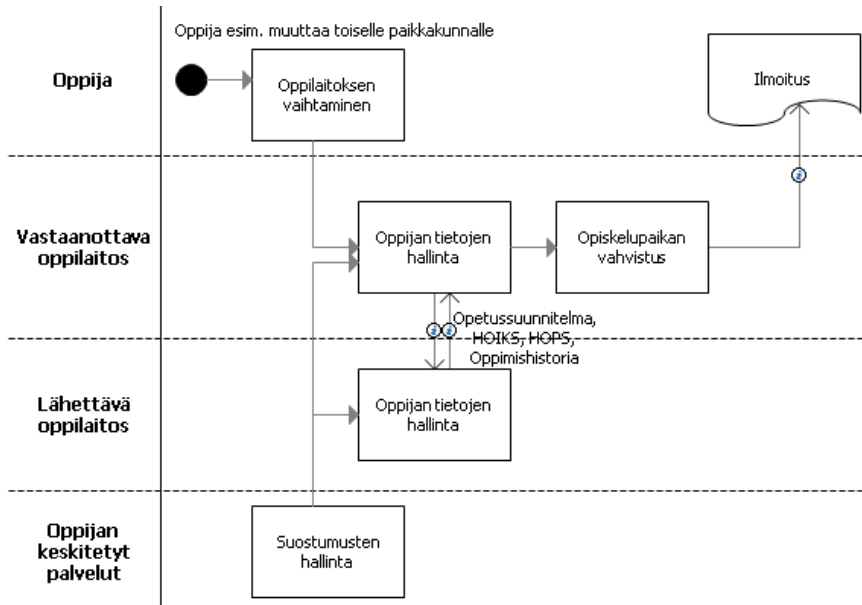 Oppija esim. muuttaa toiselle paikkakunnalle
Oppija
Oppilaitoksen
vaihtaminen
Ilmoitus
Vastaanottava
oppilaitos
Oppijan tietojen
hallinta
Opiskelupaikan
vahvistus
Opetussuunnitelma,
HOIKS, HOPS,
Oppimishistoria
Lähettävä
oppilaitos
Oppijan tietojen
hallinta
Oppijan
keskitetyt
palvelut
Suostumusten
hallinta